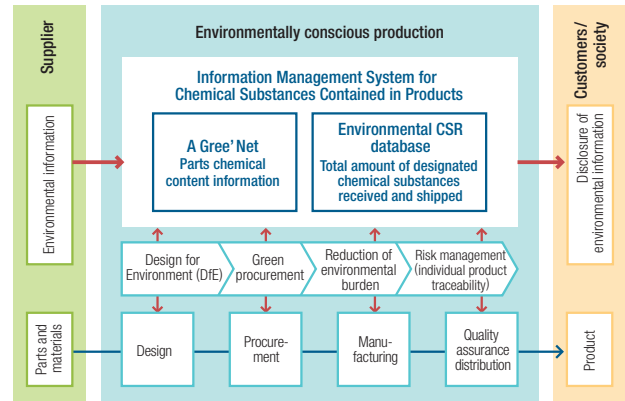 Supplier
Environmentally conscious production
Customers/
society
Information Management System for
Chemical Substances Contained in Products
Environmental information
A Gree’ Net
Parts chemical
content information
Environmental CSR
database
Total amount of designated
chemical substances
received and shipped
Disclosure of
environmental information
Design for
Environment (DfE)
Green
procurement
Reduction of
environmental
burden
Risk management
(individual product
traceability)
Parts and
materials
Design
Procure-
ment
Manu-
facturing
Quality
assurance
distribution
Product